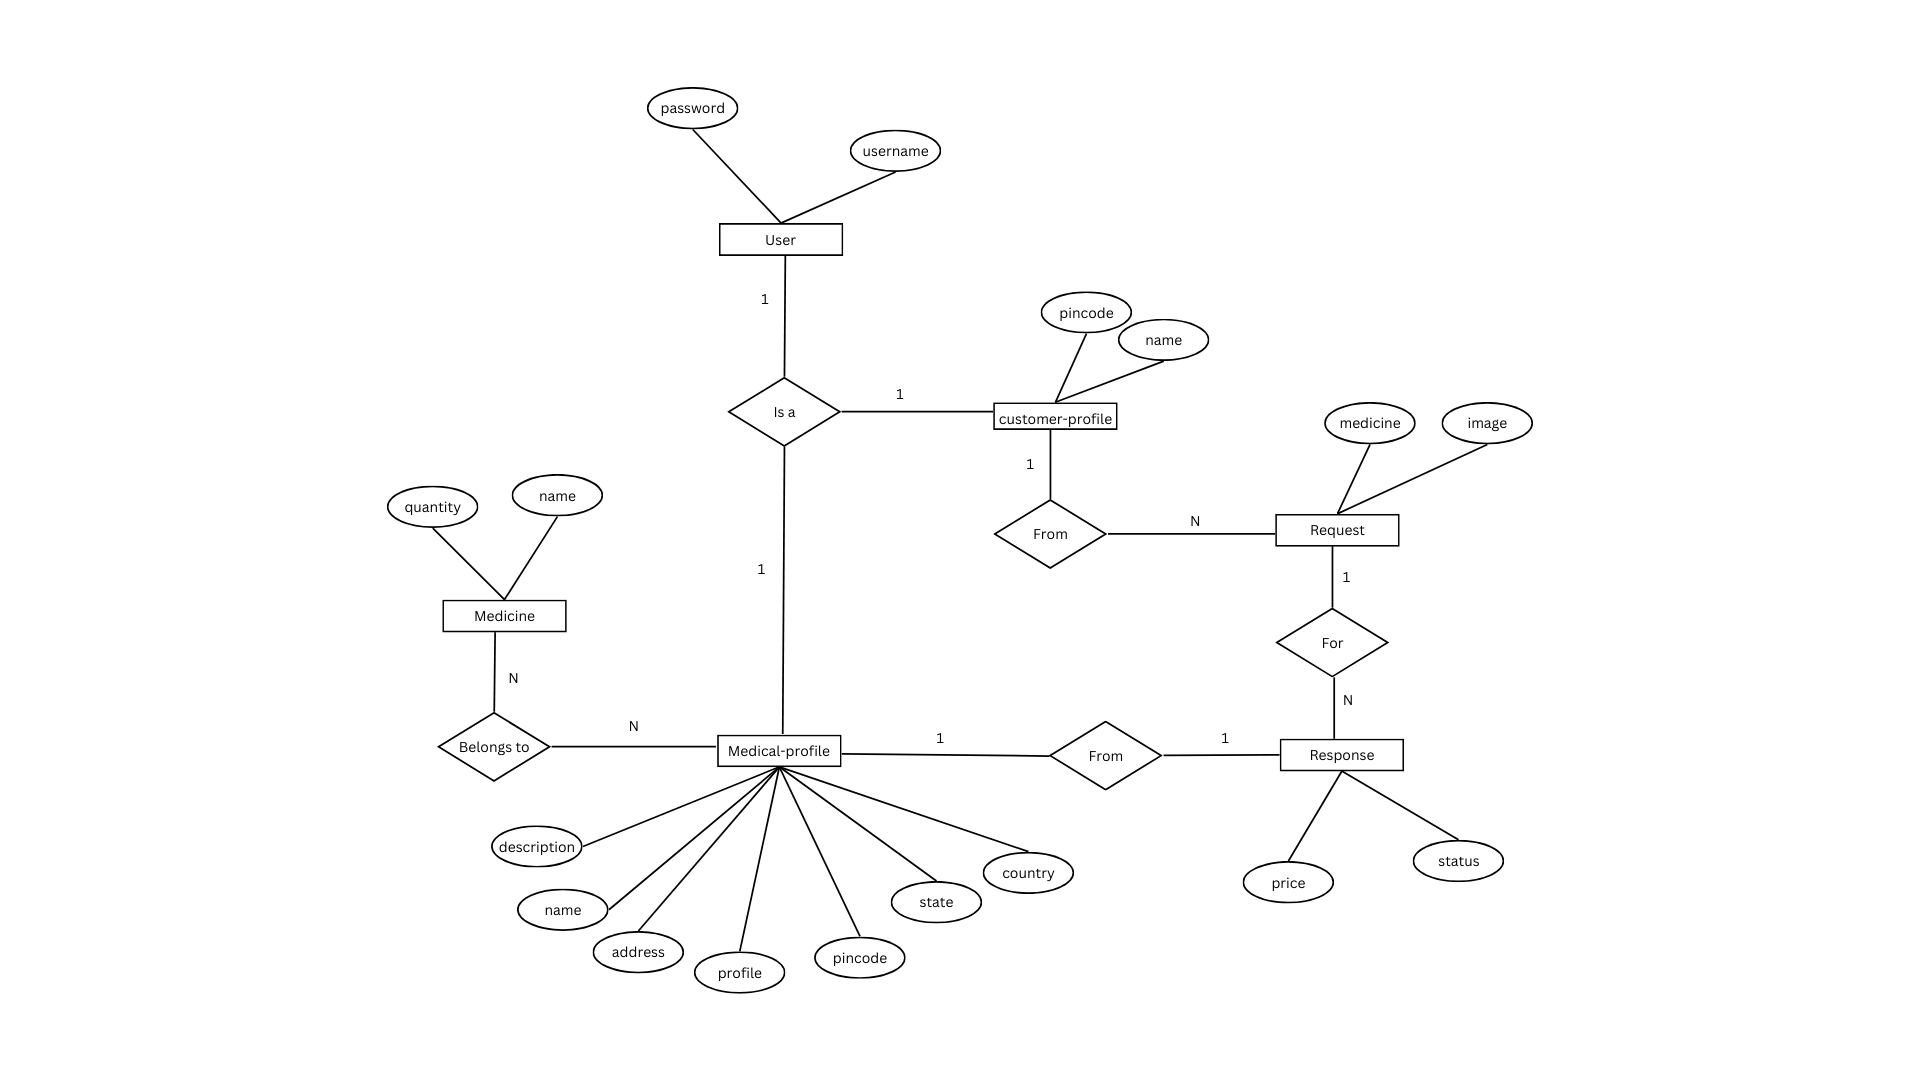 password
username
User
1
pincode
name
Is a
1
customer-profile
1
medicine
image
quantity
name
From
N
Request
1
1
Medicine
For
N
N
N
Belongs to
Medical-profile
1
From
1
Response
description
name
address
profile
pincode
state
country
price
status